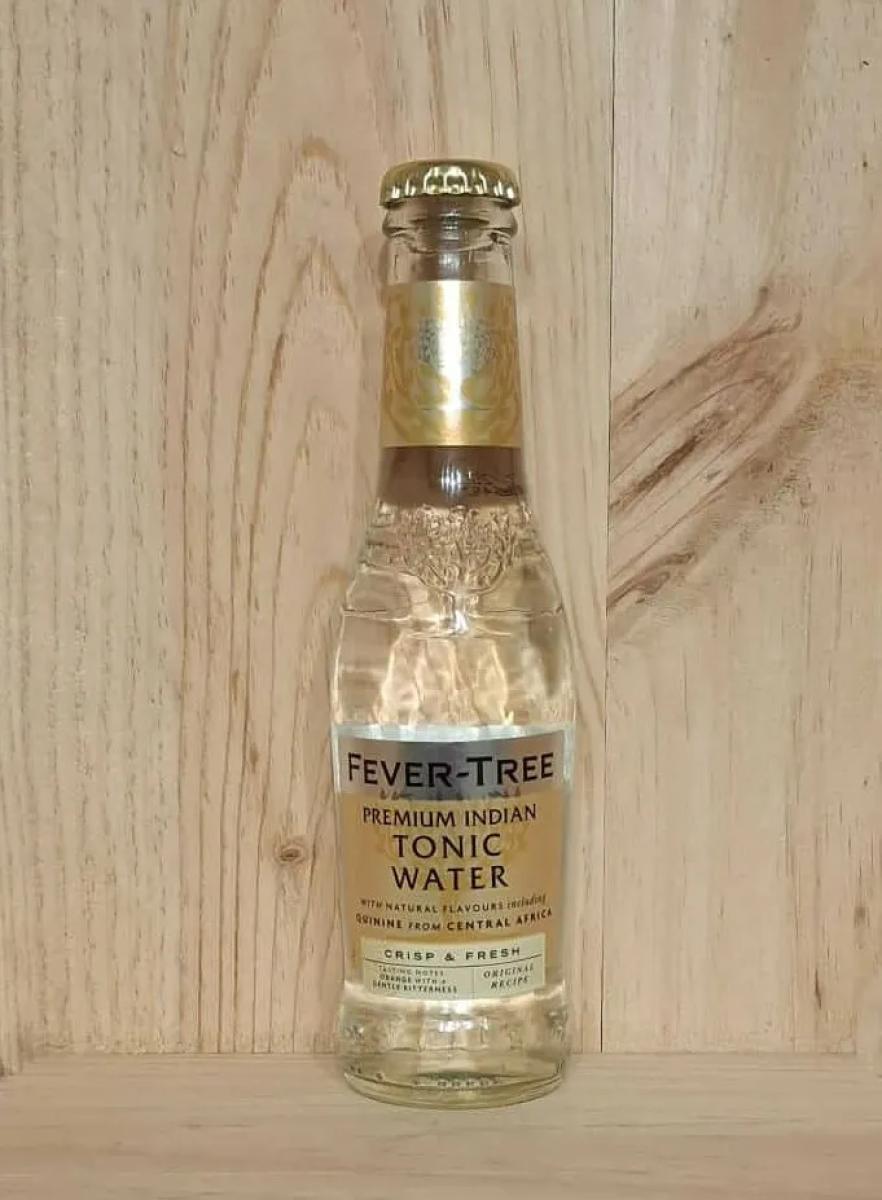 FEVER-TREE
PREMIUM INDIAN
TONIC
WATER
WITH NATURAL FLAVOURS including
QUININE FROM CENTRAL AFRICA
CRISP & FRESH
TASTING NOTES
ORANGE WITH a
GENTLE BITTERNESS
ORIGINAL
RECIPE